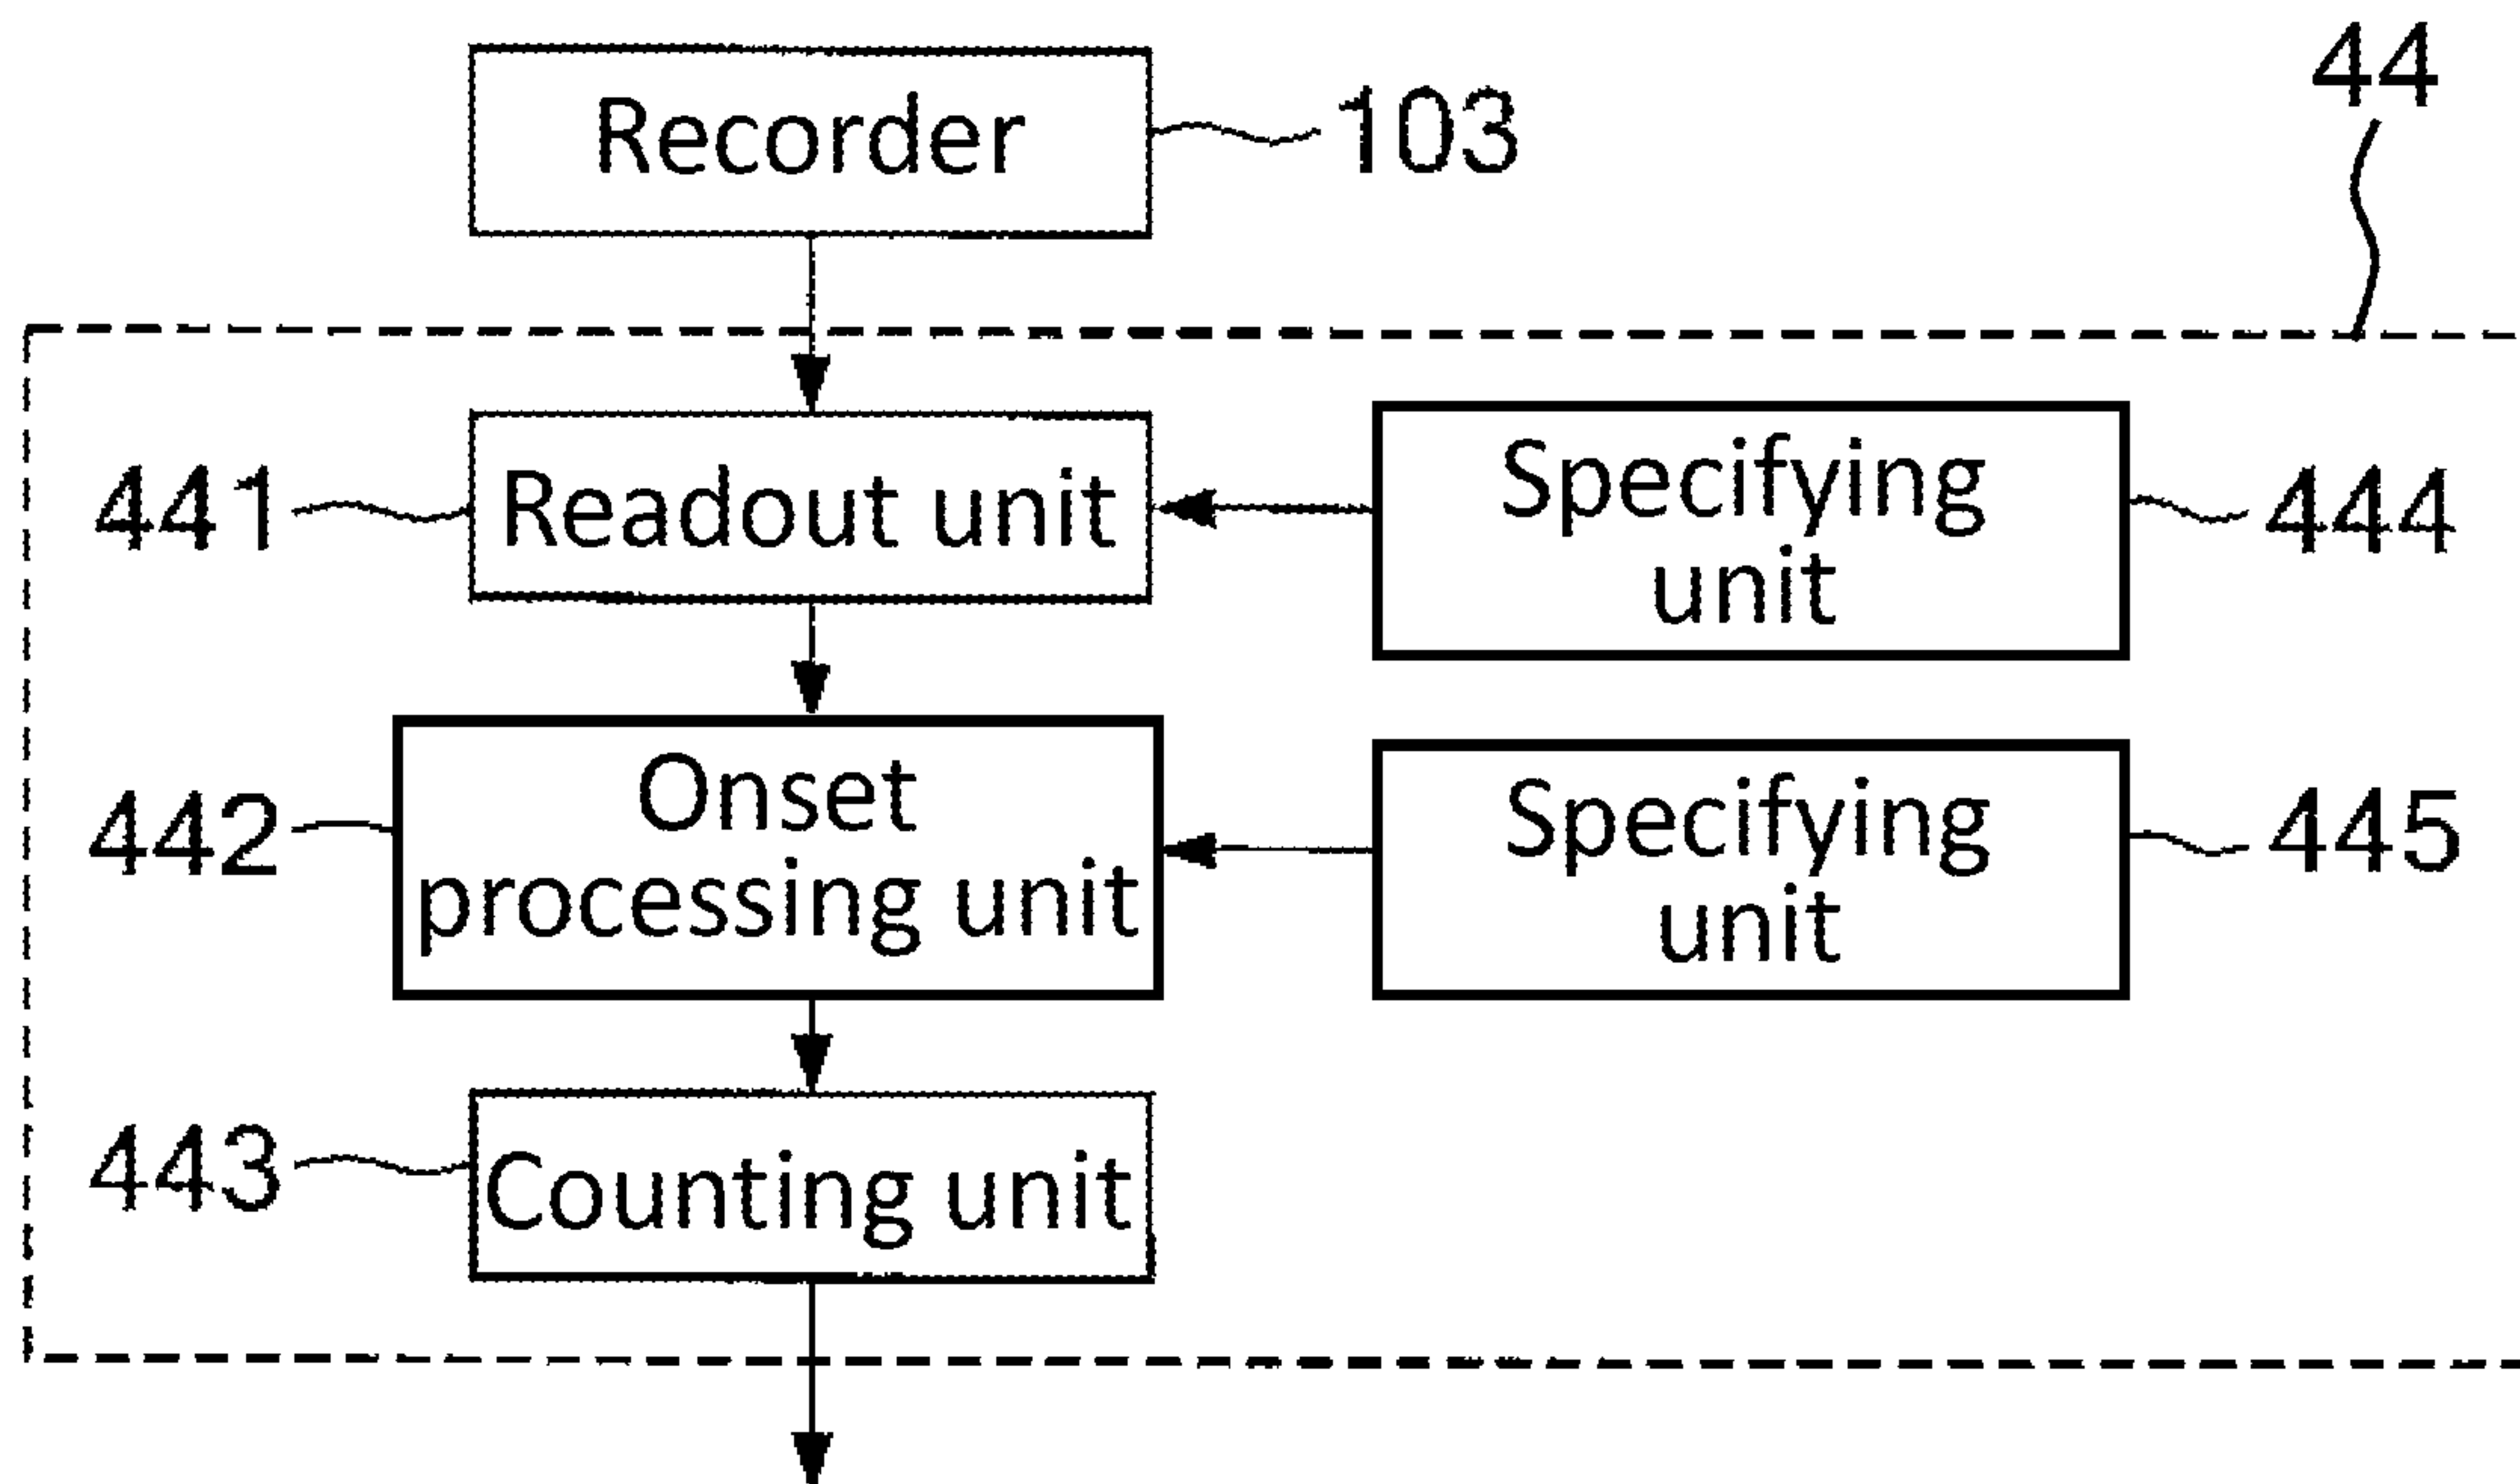 44
Recorder 103
441 Readout unit
Specifying
unit
444
442
Onset
processing unit
Specifying
unit
445
443 Counting unit